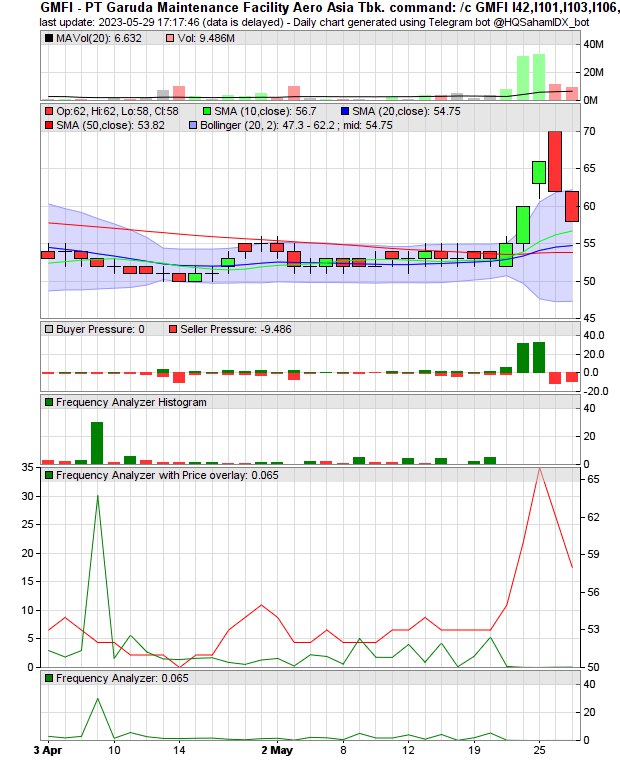 GMFI - PT Garuda Maintenance Facility Aero Asia Tbk. command: /c GMFI I42,I101,I103,I106,
last update: 2023-05-29 17:17:46 (data is delayed) - Daily chart generated using Telegram bot @HQSahamIDX_bot
MAVol(20): 6.632 Vol: 9.486M
40M
20M
0M
Op:62, Hi:62, Lo:58, Cl:58 SMA (10,close): 56.7 SMA (20,close): 54.75
SMA (50,close): 53.82 Bollinger (20, 2): 47.3 - 62.2 ; mid: 54.75
70
65
60
55
50
45
Buyer Pressure: 0 Seller Pressure: -9.486
40.0
20.0
0.0
-20.0
Frequency Analyzer Histogram
40
20
0
Frequency Analyzer with Price overlay: 0.065
35
30
25
20
15
10
5
0
65
62
59
56
53
50
Frequency Analyzer: 0.065
40
20
0
3 Apr 10 14 2 May 8 12 19 25